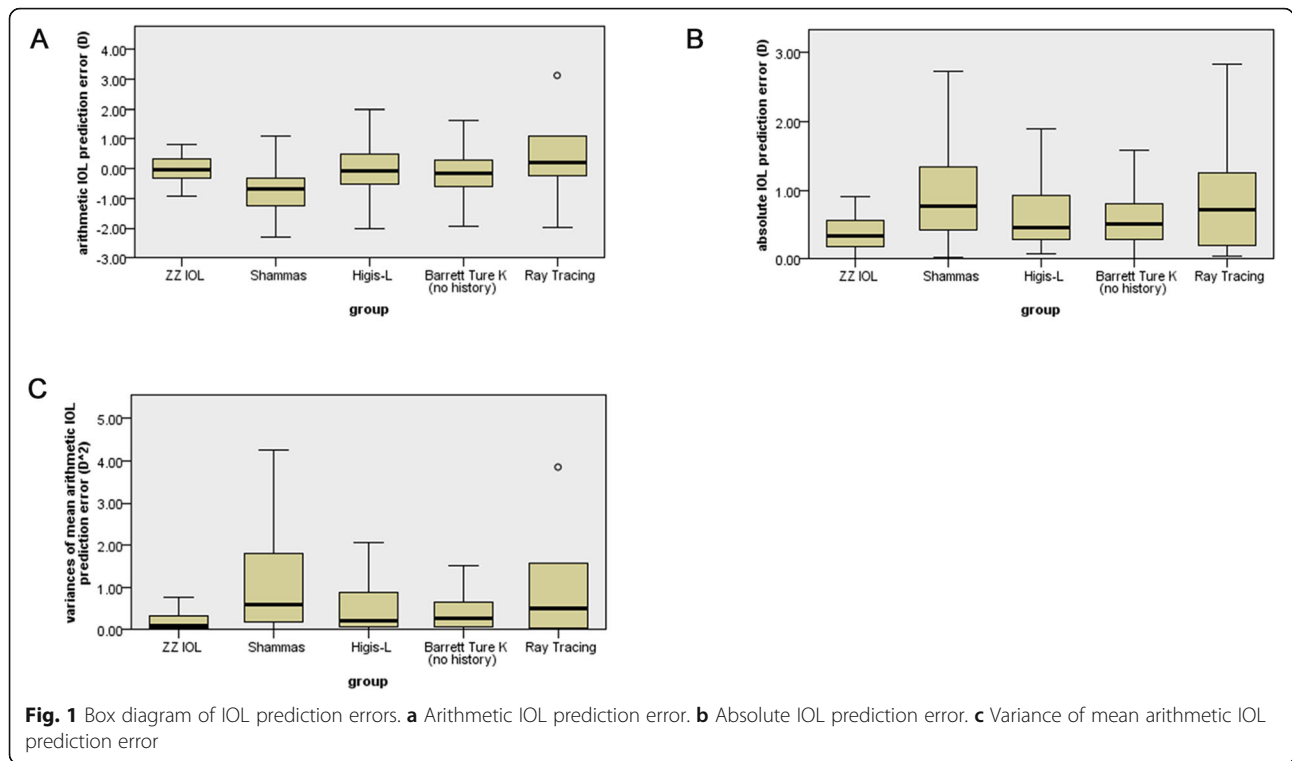 A
arithmetic IOL prediction error (D)
4.00
3.00
2.00
1.00
0.00
-1.00
-2.00
-3.00
ZZ IOL Shammas Higis-L Barrett Ture K Ray Tracing
(no history)
group
B
absolute IOL prediction error (D)
3.00
2.00
1.00
0.00
ZZ IOL Shammas Higis-L Barrett Ture K Ray Tracing
(no history)
group
C
variances of mean arithmetic IOL
prediction error (D^2)
5.00
4.00
3.00
2.00
1.00
0.00
ZZ IOL Shammas Higis-L Barrett Ture K Ray Tracing
(no history)
group
Fig. 1 Box diagram of IOL prediction errors. a Arithmetic IOL prediction error. b Absolute IOL prediction error. c Variance of mean arithmetic IOL
prediction error